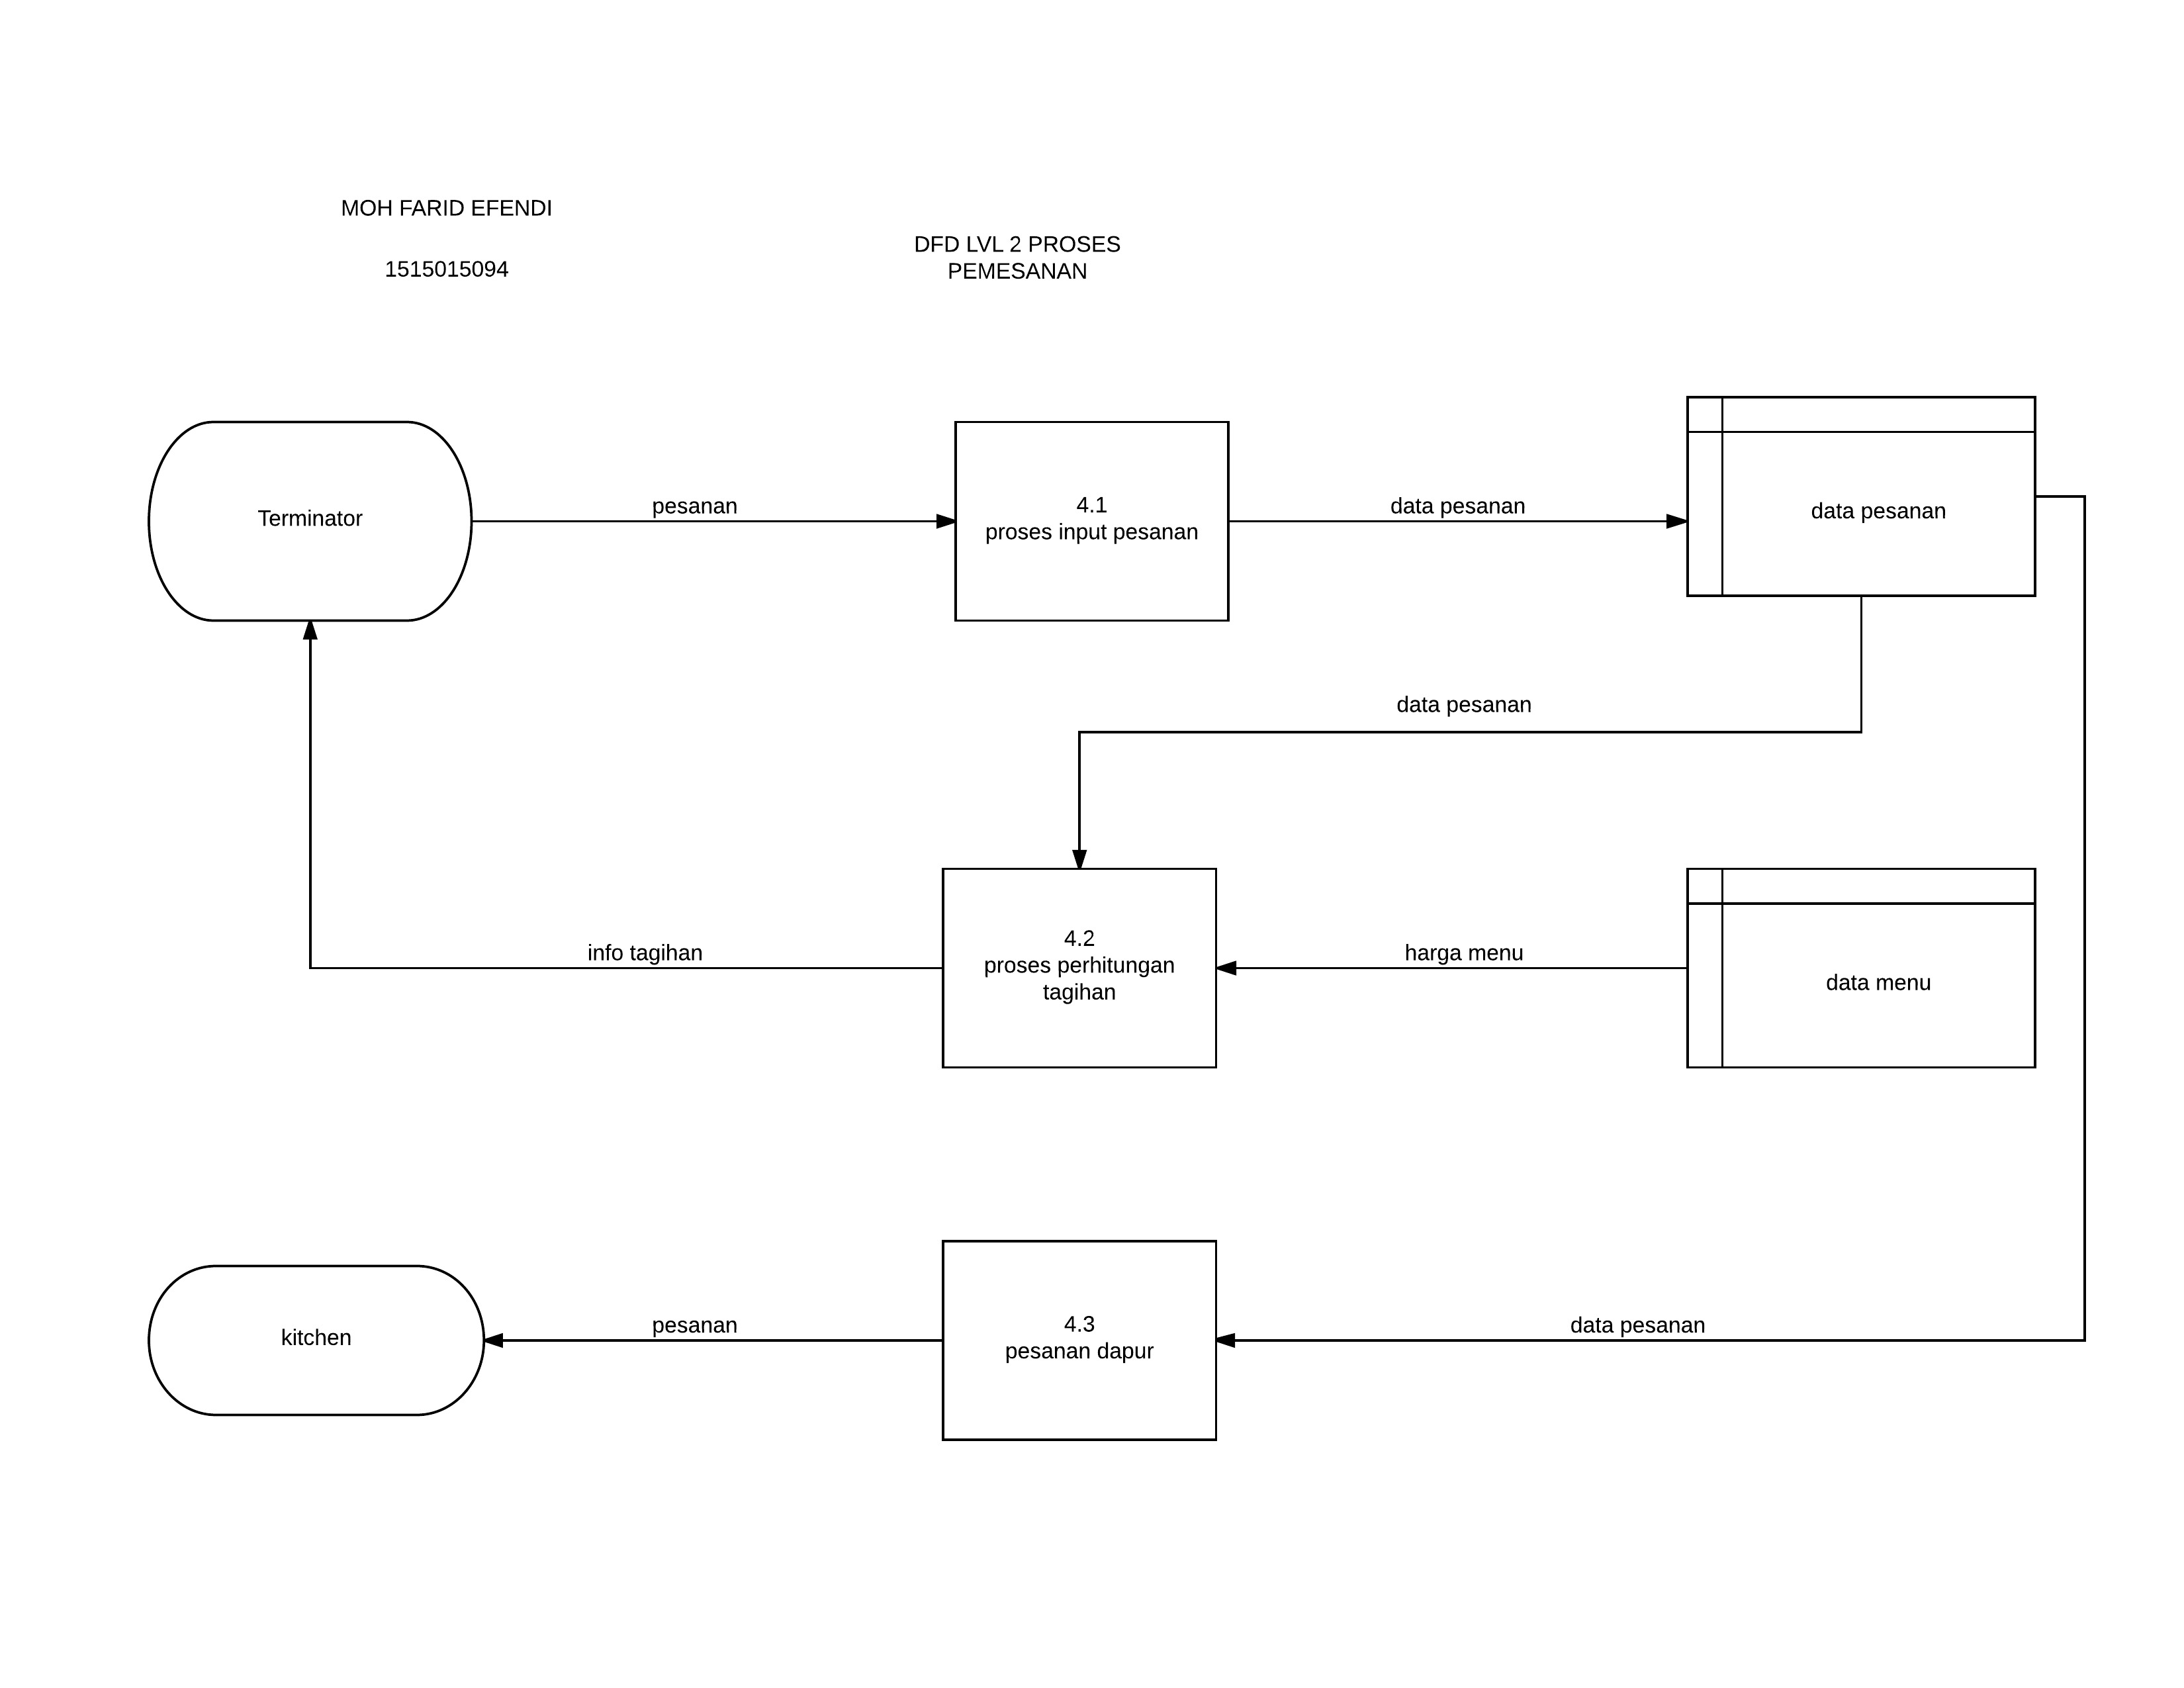 MOH FARID EFENDI
1515015094
DFD LVL 2 PROSES
PEMESANAN
Terminator
pesanan
4.1
proses input pesanan
data pesanan
data pesanan
data pesanan
info tagihan
4.2
proses perhitungan
tagihan
harga menu
data menu
kitchen
pesanan
4.3
pesanan dapur
data pesanan